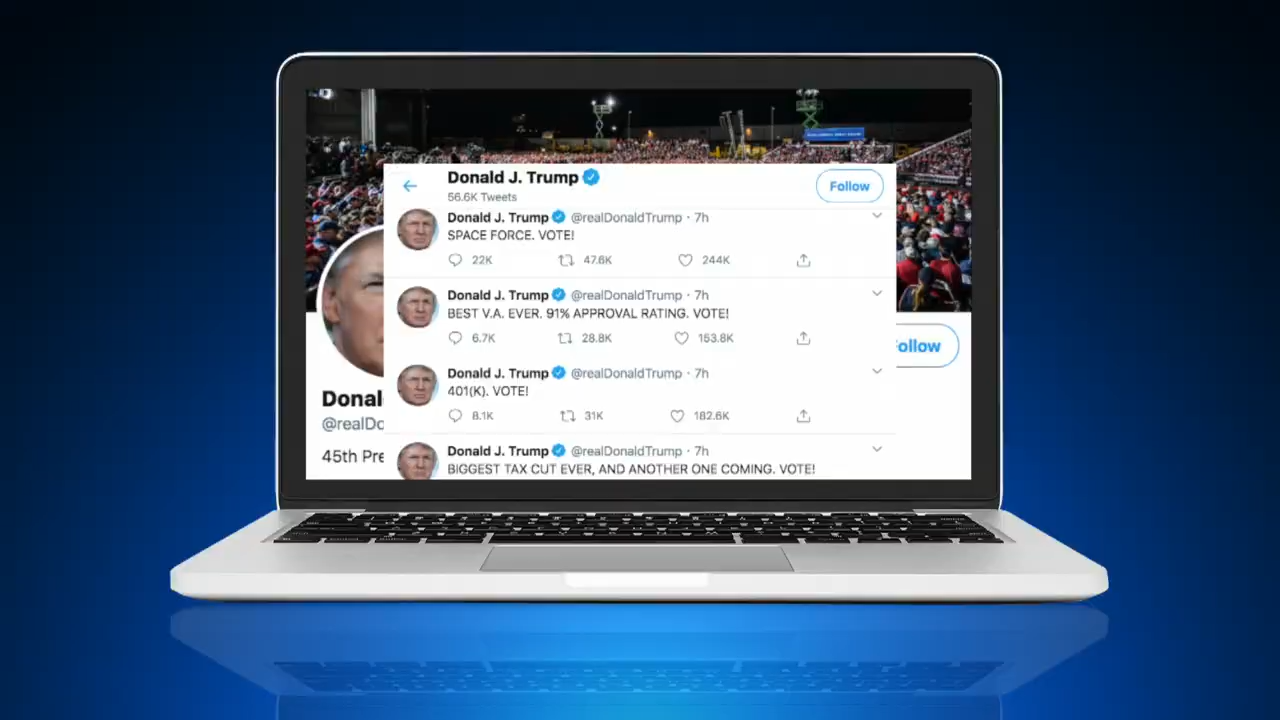 Donald J. Trump
56.6K Tweets
Follow
Donald J. Trump @realDonaldTrump · 7h
SPACE FORCE. VOTE!
22K 47.6K 244K
Donald J. Trump @realDonaldTrump · 7h
BEST V.A. EVER. 91% APPROVAL RATING. VOTE!
6.7K 28.8K 153.8K
Follow
Donald J. Trump @realDonaldTrump · 7h
401(K). VOTE!
8.1K 31K 182.6K
Donal
@realDo
45th Pre
Donald J. Trump @realDonaldTrump · 7h
BIGGEST TAX CUT EVER, AND ANOTHER ONE COMING. VOTE!